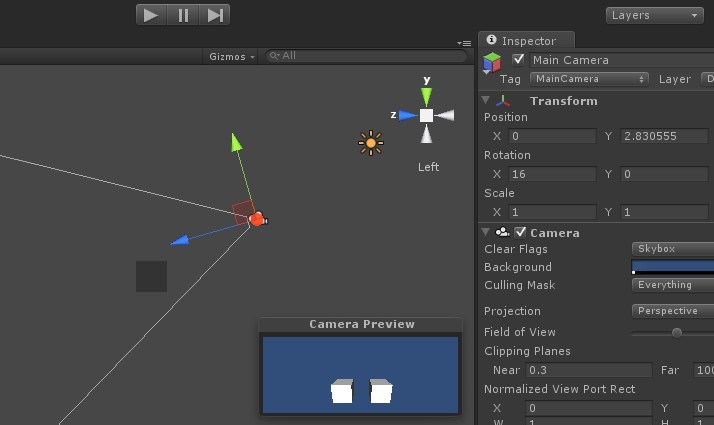 Layers
Gizmos
All
y
z
Left
Camera Preview
Inspector
Main Camera
Tag MainCamera Layer D
Transform
Position
X 0 Y 2.830555
Rotation
X 16 Y 0
Scale
X 1 Y 1
Camera
Clear Flags Skybox
Background
Culling Mask Everything
Projection Perspective
Field of View
Clipping Planes
Near 0.3 Far 100
Normalized View Port Rect
X 0 Y 0
W 1 H 1